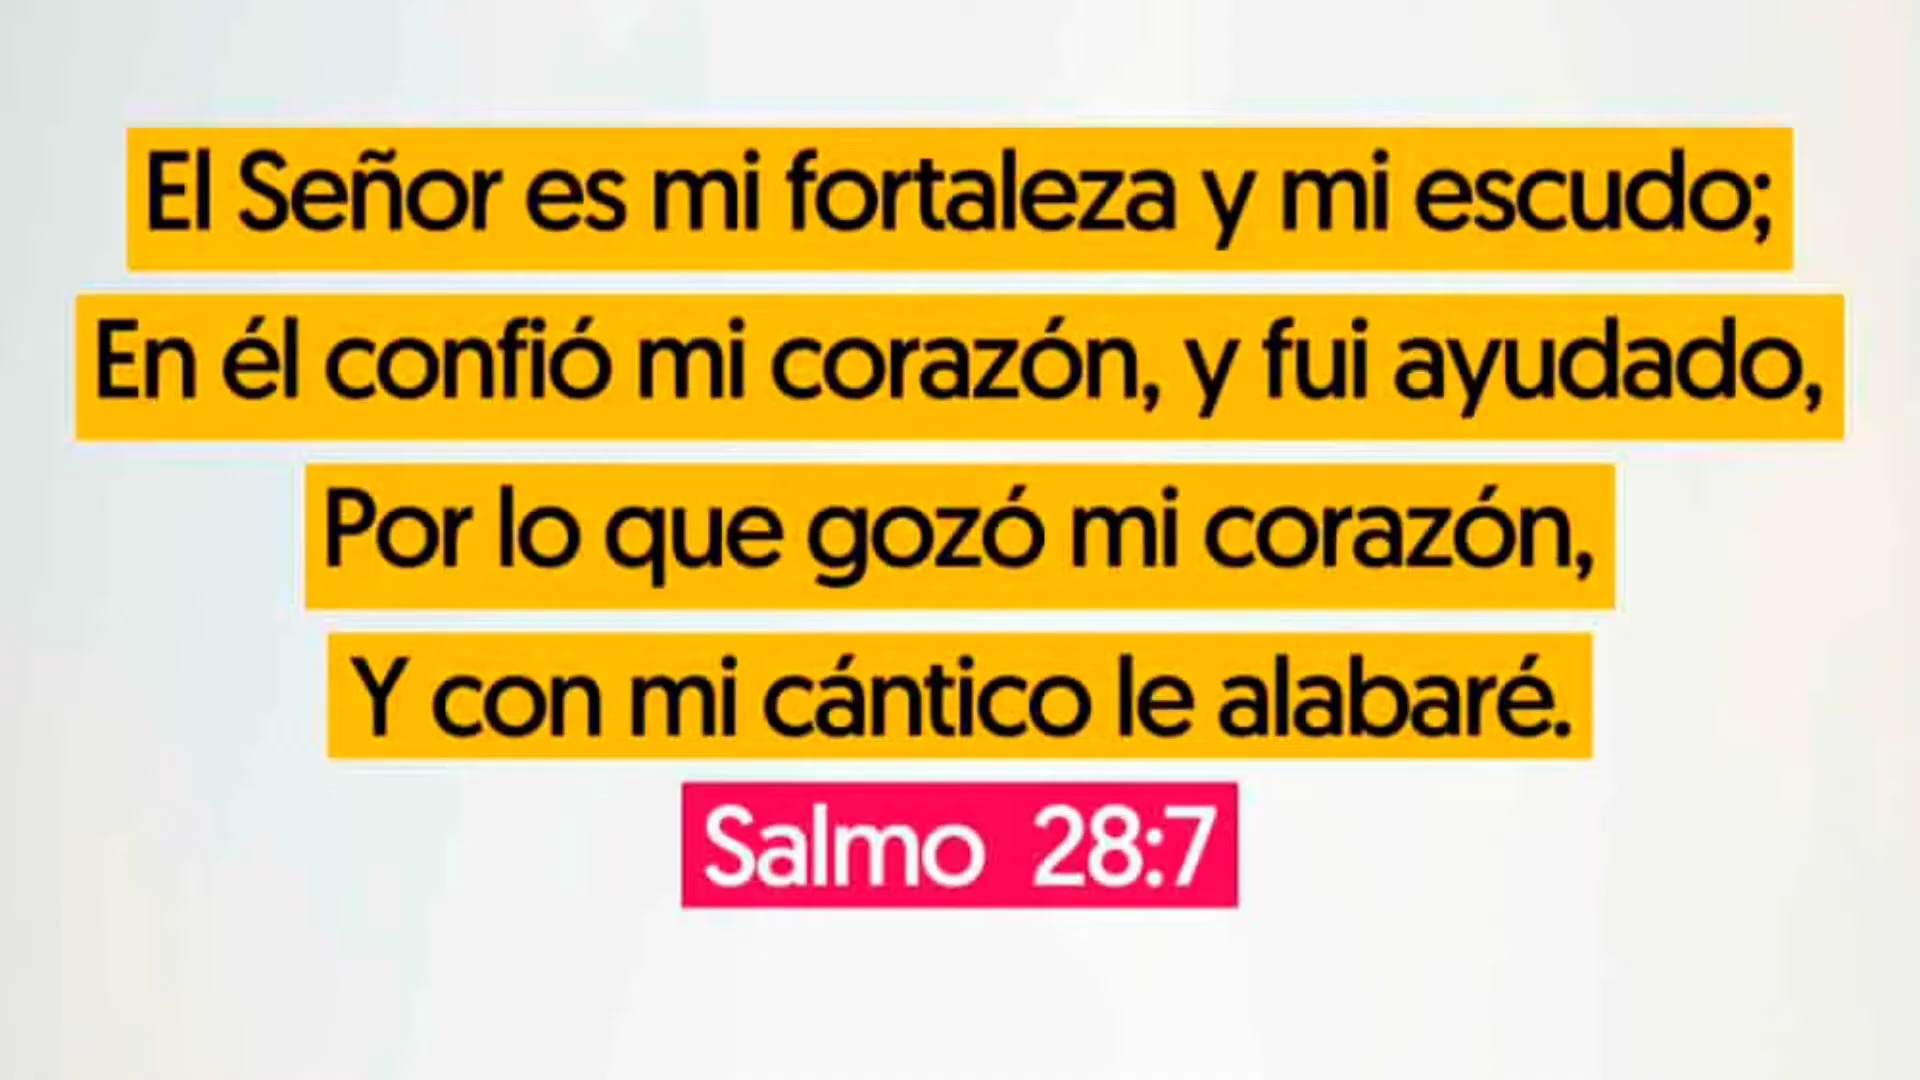 El Señor es mi fortaleza y mi escudo;
En él confió mi corazón, y fui ayudado,
Por lo que gozó mi corazón,
Y con mi cántico le alabaré.
Salmo 28:7